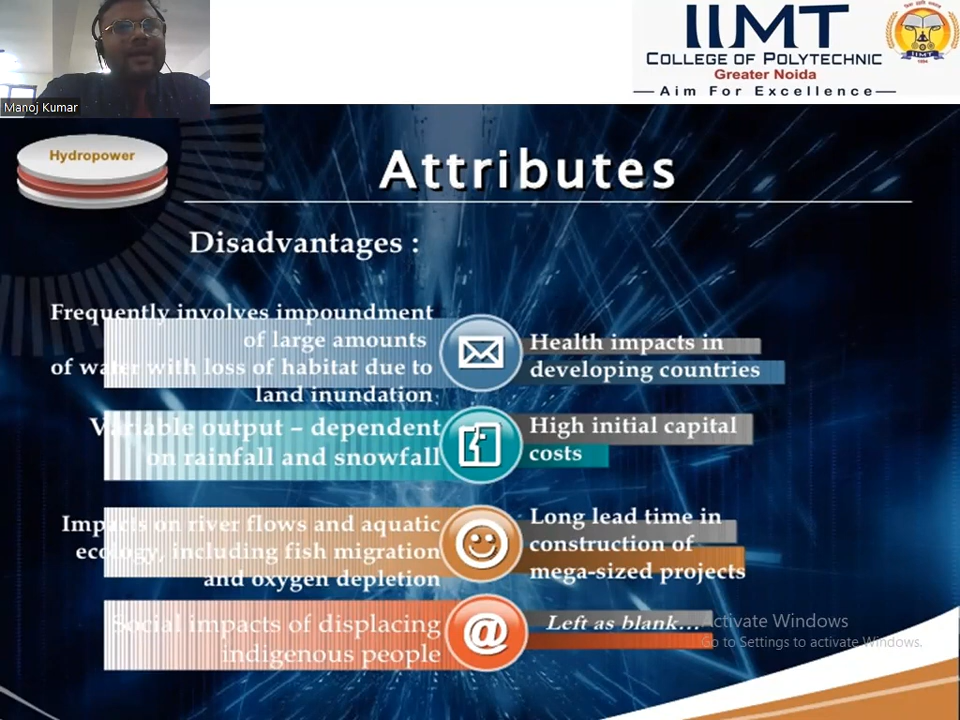 Manoj Kumar
IIMT
COLLEGE OF POLYTECHNIC
Greater Noida
Aim For Excellence
Hydropower
Attributes
Disadvantages :
Frequently involves impoundment
of large amounts
of water with loss of habitat due to
land inundation
Health impacts in
developing countries
Variable output – dependent
on rainfall and snowfall
High initial capital
costs
Impacts on river flows and aquatic
ecology, including fish migration
and oxygen depletion
Long lead time in
construction of
mega-sized projects
Social impacts of displacing
indigenous people
@
Left as blank...
Activate Windows
Go to Settings to activate Windows.